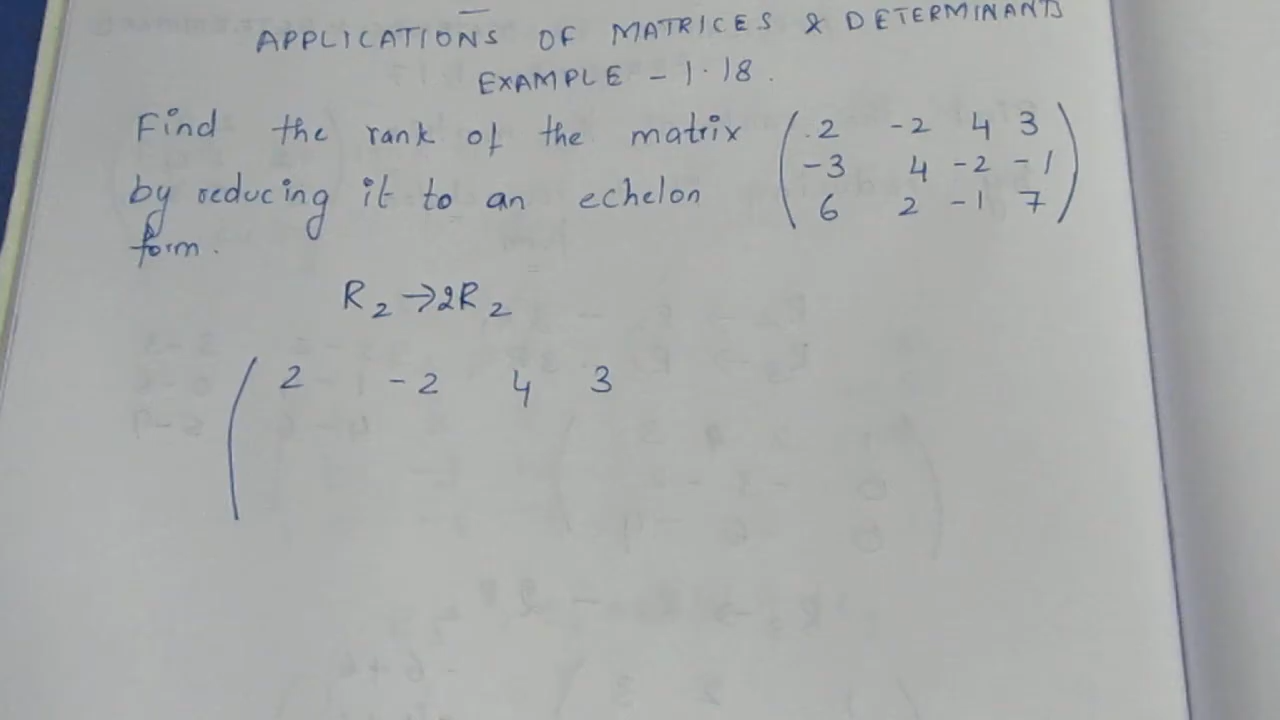 APPLICATIONS OF MATRICES & DETERMINANTS
EXAMPLE - 1.18.
Find the rank of the matrix
by reducing it to an echelon
form.
2 -2 4 3
-3 4 -2 -1
6 2 -1 7
R2 → 2R2
2 -2 4 3